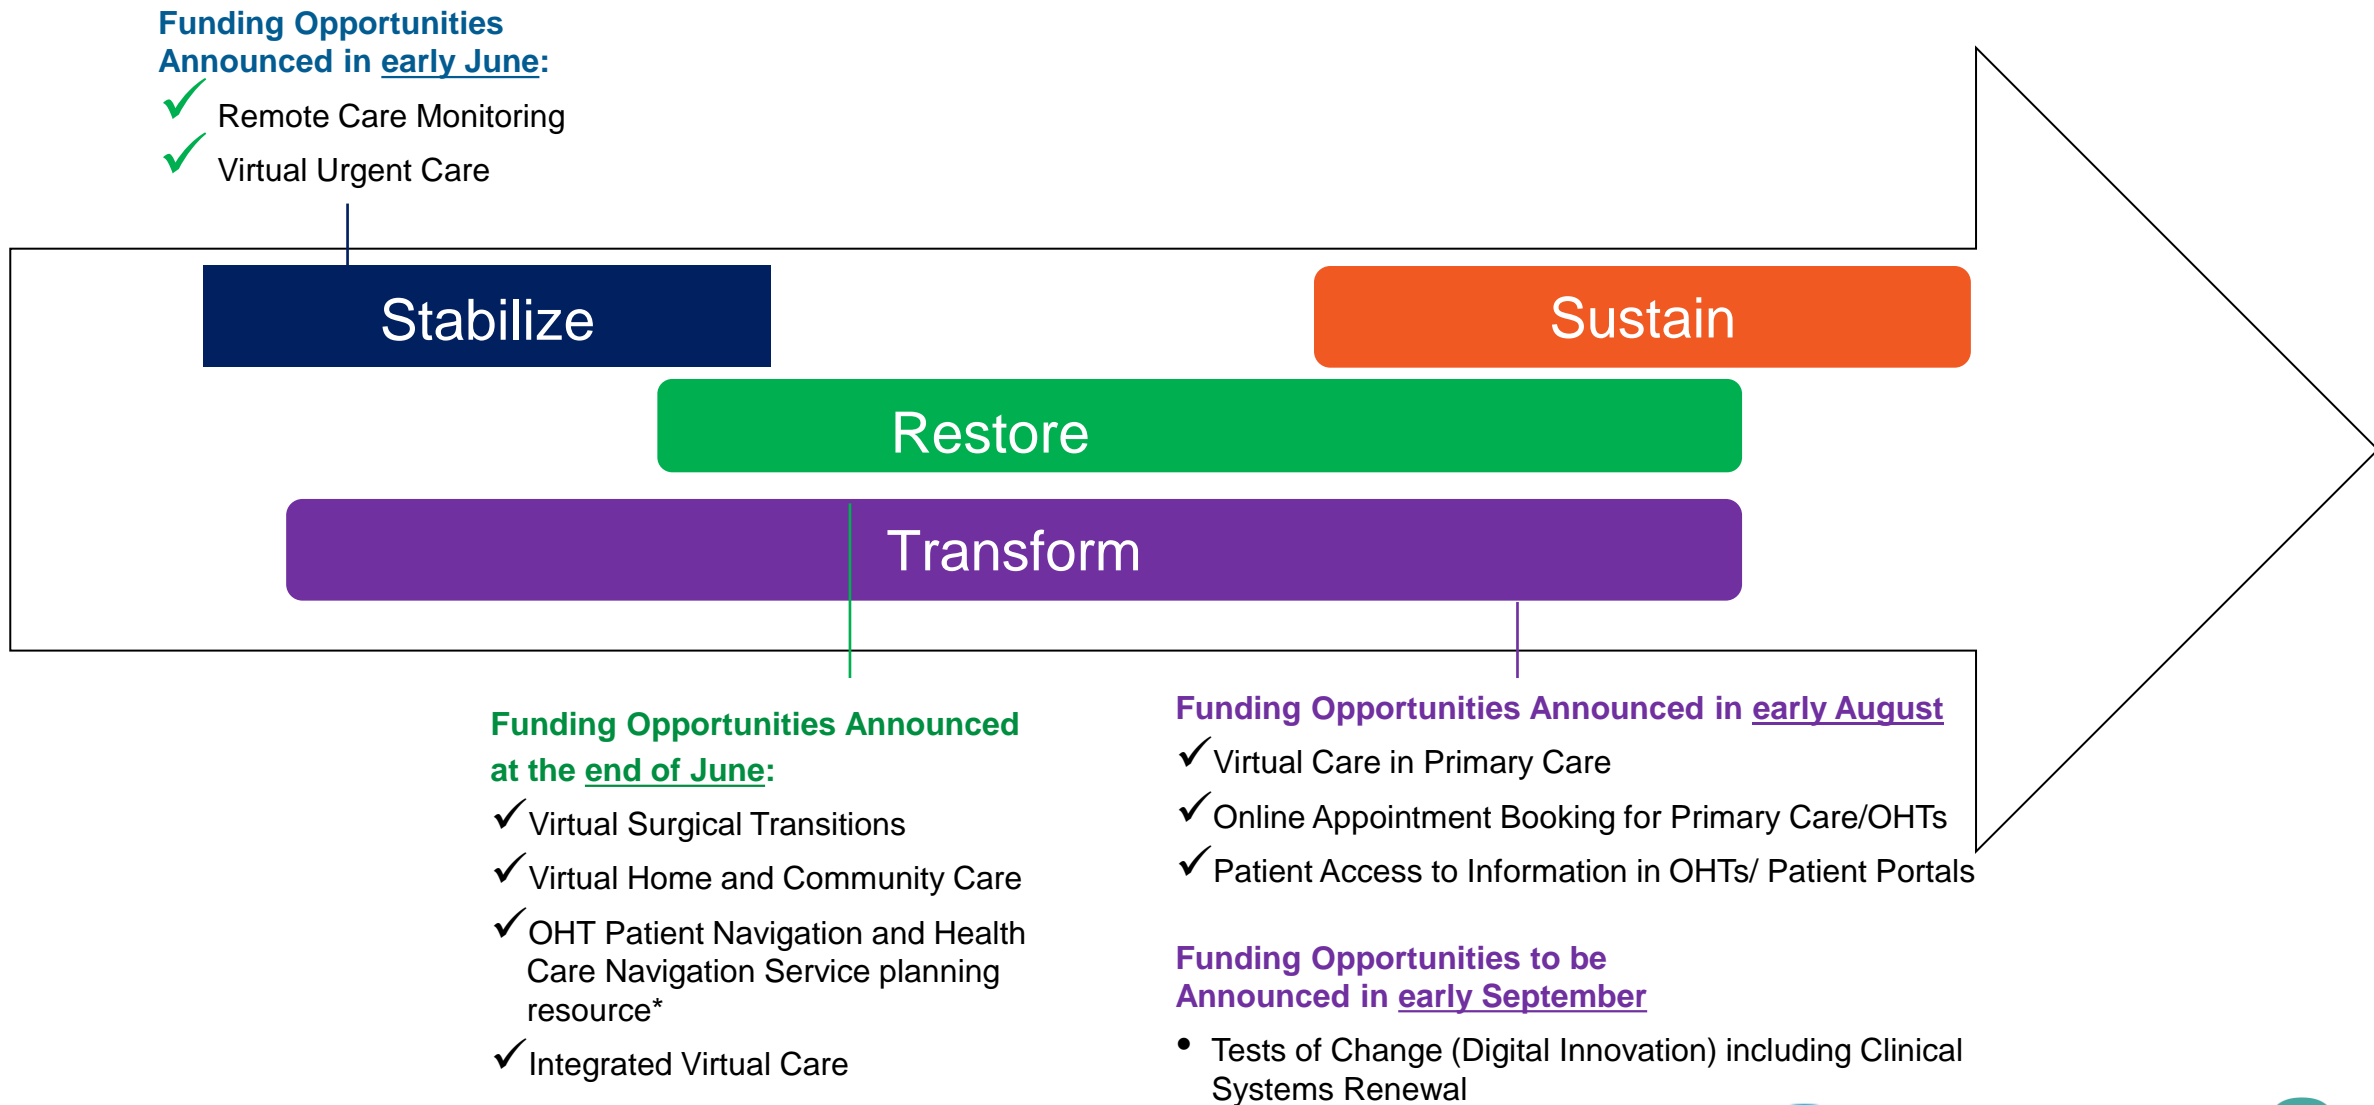 Funding Opportunities
Announced in early June:
✓ Remote Care Monitoring
✓ Virtual Urgent Care
Stabilize
Sustain
Restore
Transform
Funding Opportunities Announced
at the end of June:
✓ Virtual Surgical Transitions
✓ Virtual Home and Community Care
✓ OHT Patient Navigation and Health
Care Navigation Service planning
resource*
✓ Integrated Virtual Care
Funding Opportunities Announced in early August
✓ Virtual Care in Primary Care
✓ Online Appointment Booking for Primary Care/OHTs
✓ Patient Access to Information in OHTs/ Patient Portals
Funding Opportunities to be
Announced in early September
• Tests of Change (Digital Innovation) including Clinical
Systems Renewal